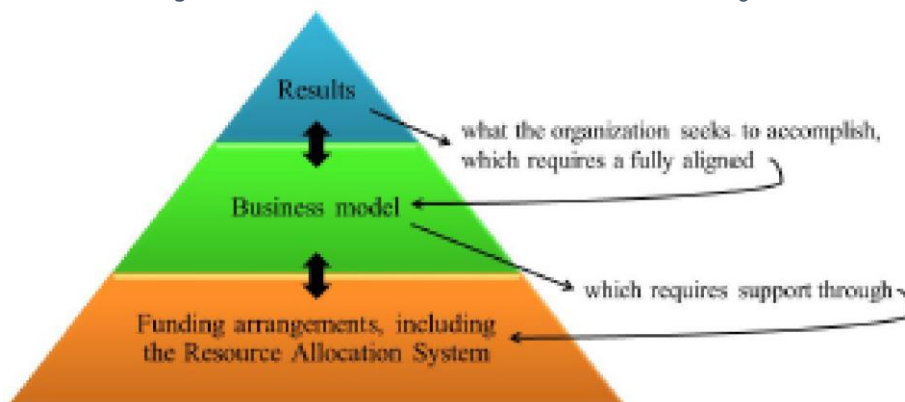 Results
what the organization seeks to accomplish,
which requires a fully aligned
Business model
which requires support through
Funding arrangements, including
the Resource Allocation System